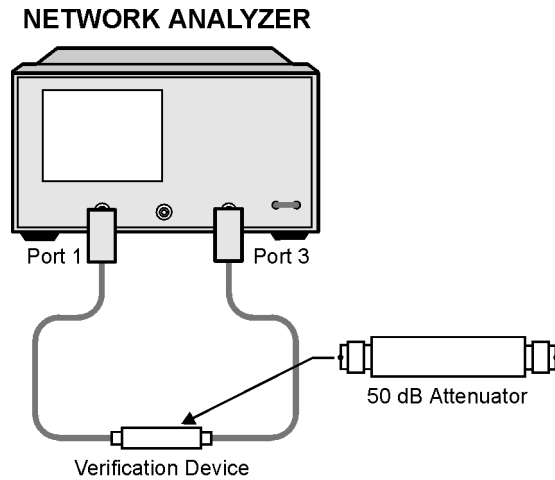 NETWORK ANALYZER
Port 1
Port 3
50 dB Attenuator
Verification Device